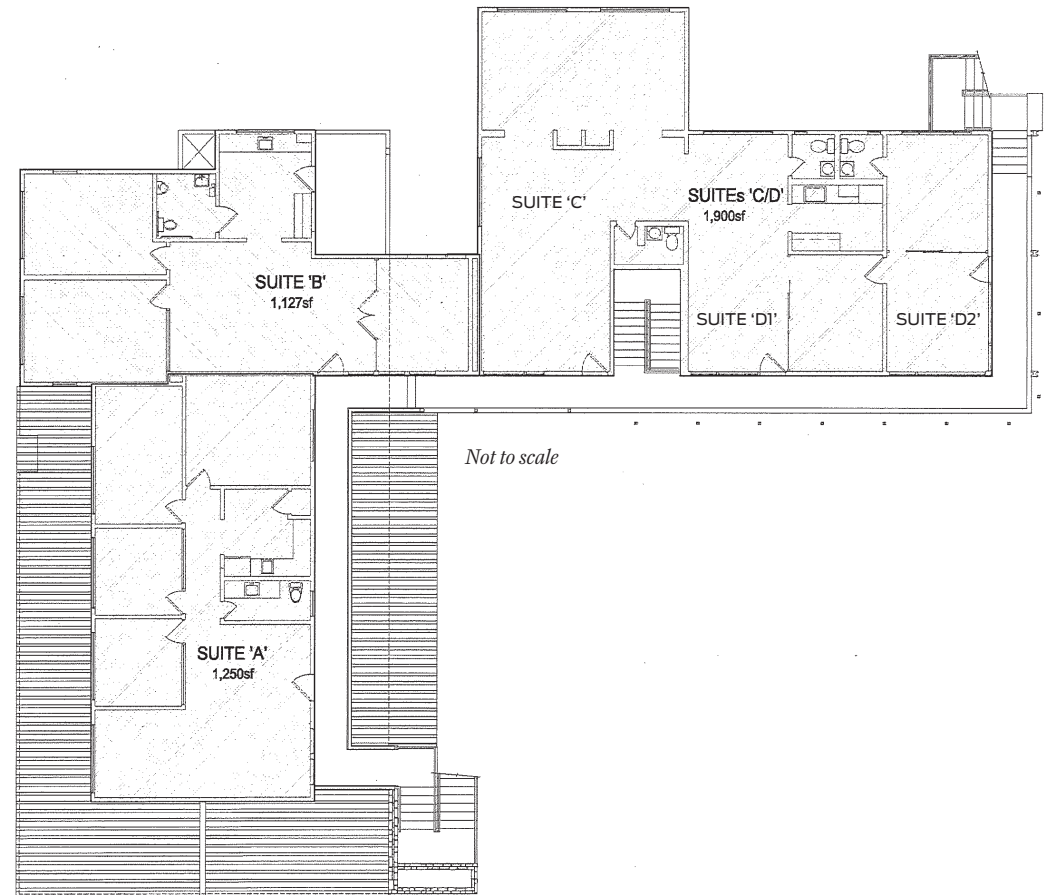 SUITE 'C'
SUITEs 'C/D'
1,900sf
SUITE 'B'
1,127sf
SUITE ‘D1’
SUITE ‘D2’
Not to scale
SUITE 'A'
1,250sf